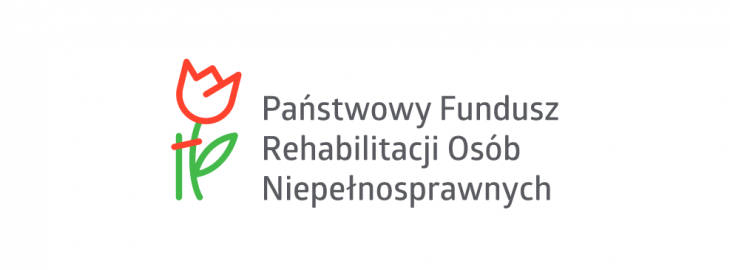 Państwowy Fundusz
Rehabilitacji Osób
Niepełnosprawnych